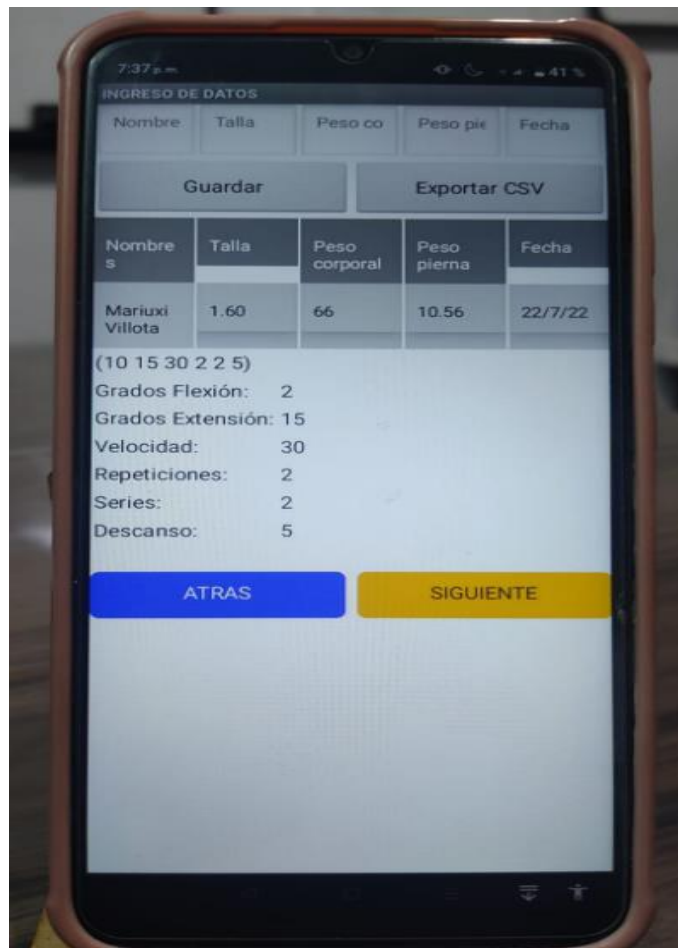 7:37 p.m. 41 %
INGRESO DE DATOS
Nombre Talla Peso co Peso pie Fecha
Guardar Exportar CSV
Nombre
s Talla Peso
corporal Peso
pierna Fecha
Mariuxi
Villota 1.60 66 10.56 22/7/22
(10 15 30 2 2 5)
Grados Flexión: 2
Grados Extensión: 15
Velocidad: 30
Repeticiones: 2
Series: 2
Descanso: 5
ATRAS SIGUIENTE